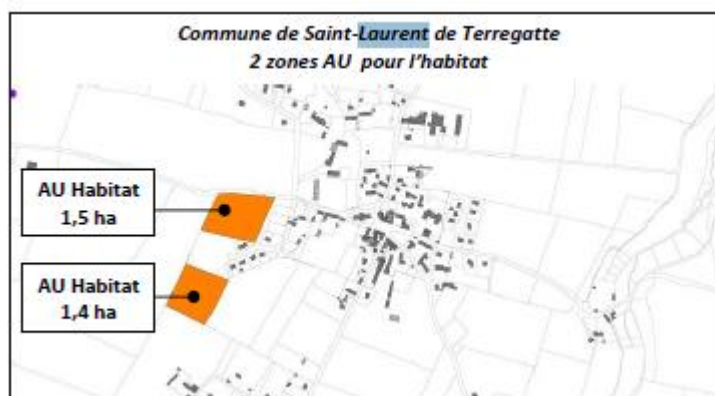 Commune de Saint-Laurent de Terregatte
2 zones AU pour l'habitat
AU Habitat
1,5 ha
AU Habitat
1,4 ha